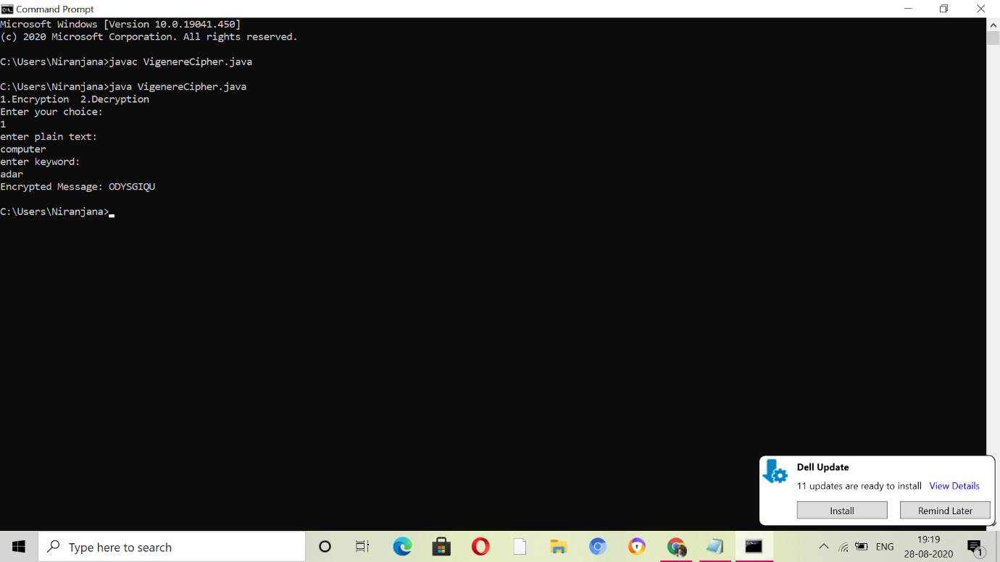 Command Prompt
Microsoft Windows [Version 10.0.19041.450]
(c) 2020 Microsoft Corporation. All rights reserved.
C:\Users\Niranjana>javac VigenereCipher.java
C:\Users\Niranjana>java VigenereCipher.java
1.Encryption  2.Decryption
Enter your choice:
1
enter plain text:
computer
enter keyword:
adar
Encrypted Message: ODYSGIQU
C:\Users\Niranjana>
Dell Update
11 updates are ready to install View Details
Install Remind Later
Type here to search
ENG
19:19
28-08-2020
1